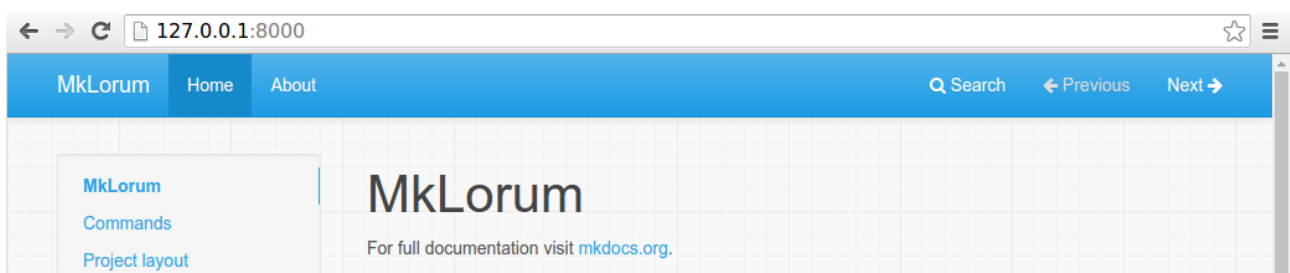 127.0.0.1:8000
MkLorum Home About Search Previous Next
MkLorum
Commands
Project layout
MkLorum
For full documentation visit mkdocs.org.